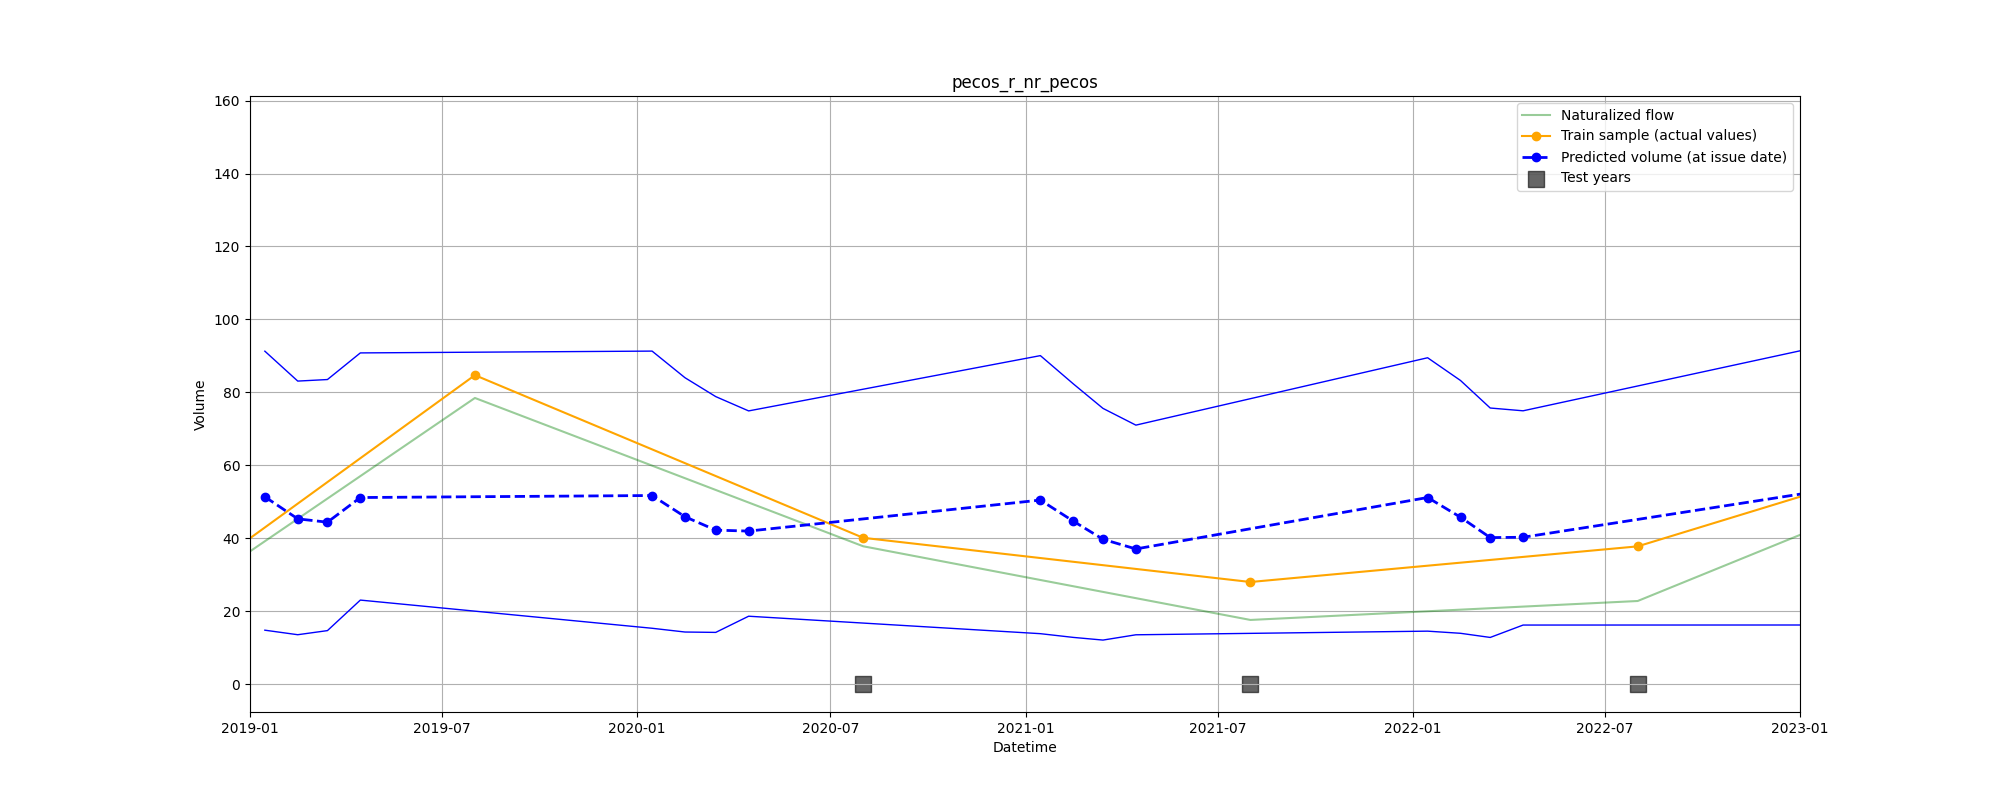 pecos_r_nr_pecos
160
140
120
100
80
60
40
20
0
Volume
Naturalized flow
Train sample (actual values)
Predicted volume (at issue date)
Test years
2019-01 2019-07 2020-01 2020-07 2021-01 2021-07 2022-01 2022-07 2023-01
Datetime